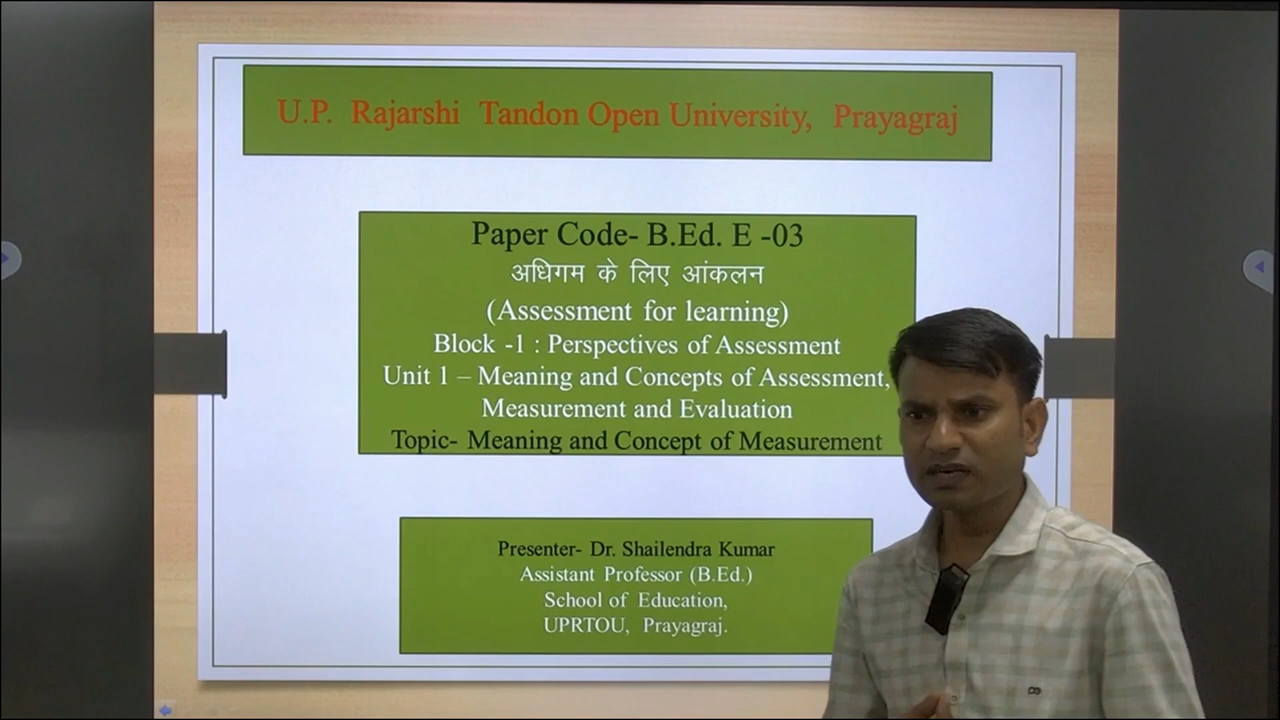 U.P. Rajarshi Tandon Open University, Prayagraj
Paper Code- B.Ed. E -03
अधिगम के लिए आंकलन
(Assessment for learning)
Block -1 : Perspectives of Assessment
Unit 1 – Meaning and Concepts of Assessment,
Measurement and Evaluation
Topic- Meaning and Concept of Measurement
Presenter- Dr. Shailendra Kumar
Assistant Professor (B.Ed.)
School of Education,
UPRTOU, Prayagraj.